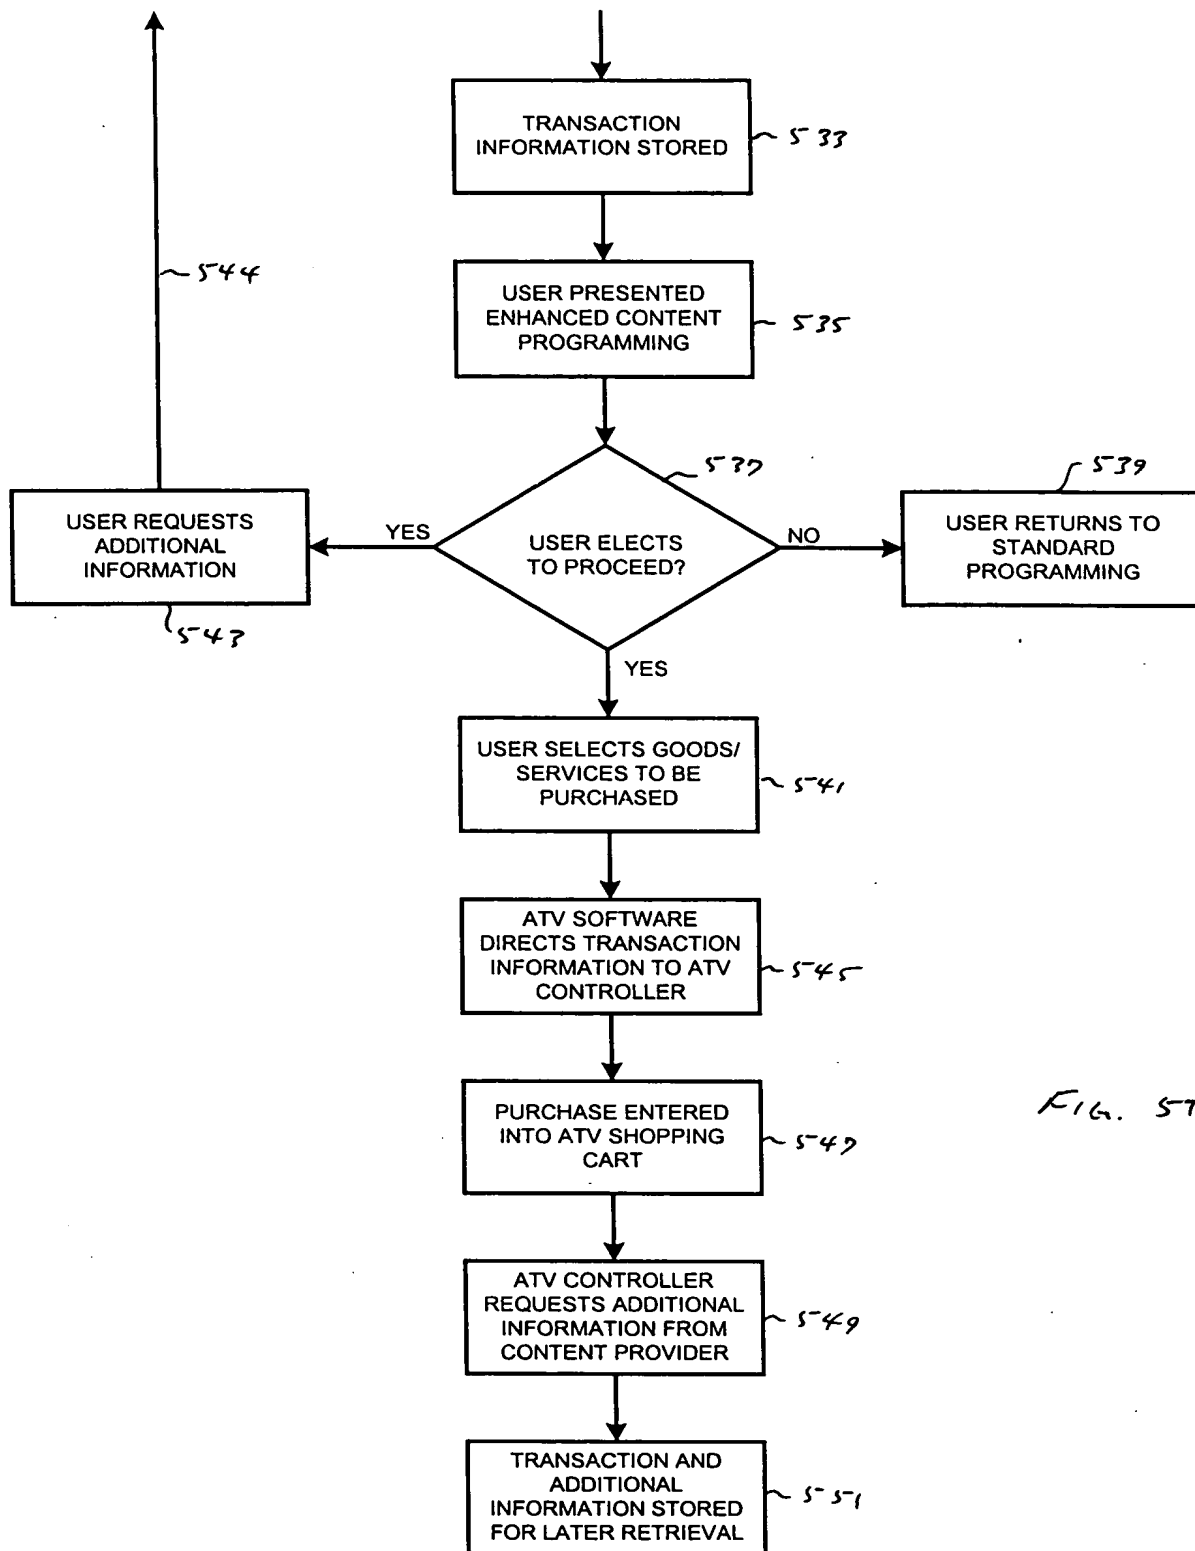 TRANSACTION
INFORMATION STORED
533
544
USER PRESENTED
ENHANCED CONTENT
PROGRAMMING
535
537
539
USER REQUESTS
ADDITIONAL
INFORMATION
YES
USER ELECTS
TO PROCEED?
NO
USER RETURNS TO
STANDARD
PROGRAMMING
543
YES
USER SELECTS GOODS/
SERVICES TO BE
PURCHASED
541
ATV SOFTWARE
DIRECTS TRANSACTION
INFORMATION TO ATV
CONTROLLER
545
PURCHASE ENTERED
INTO ATV SHOPPING
CART
547
FIG.
ATV CONTROLLER
REQUESTS ADDITIONAL
INFORMATION FROM
CONTENT PROVIDER
549
TRANSACTION AND
ADDITIONAL
INFORMATION STORED
FOR LATER RETRIEVAL
551